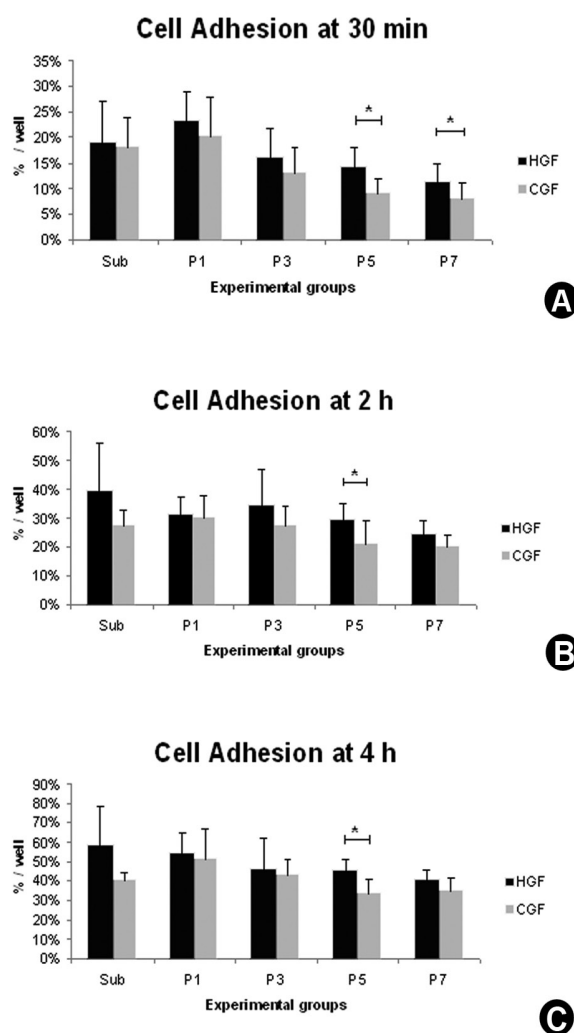 Cell Adhesion at 30 min
35%
30%
25%
20%
15%
10%
5%
0%
% / well
*
*
HGF
CGF
Sub P1 P3 P5 P7
Experimental groups
A
Cell Adhesion at 2 h
60%
50%
40%
30%
20%
10%
0%
% / well
*
HGF
CGF
Sub P1 P3 P5 P7
Experimental groups
B
Cell Adhesion at 4 h
90%
80%
70%
60%
50%
40%
30%
20%
10%
0%
% / well
*
HGF
CGF
Sub P1 P3 P5 P7
Experimental groups
C